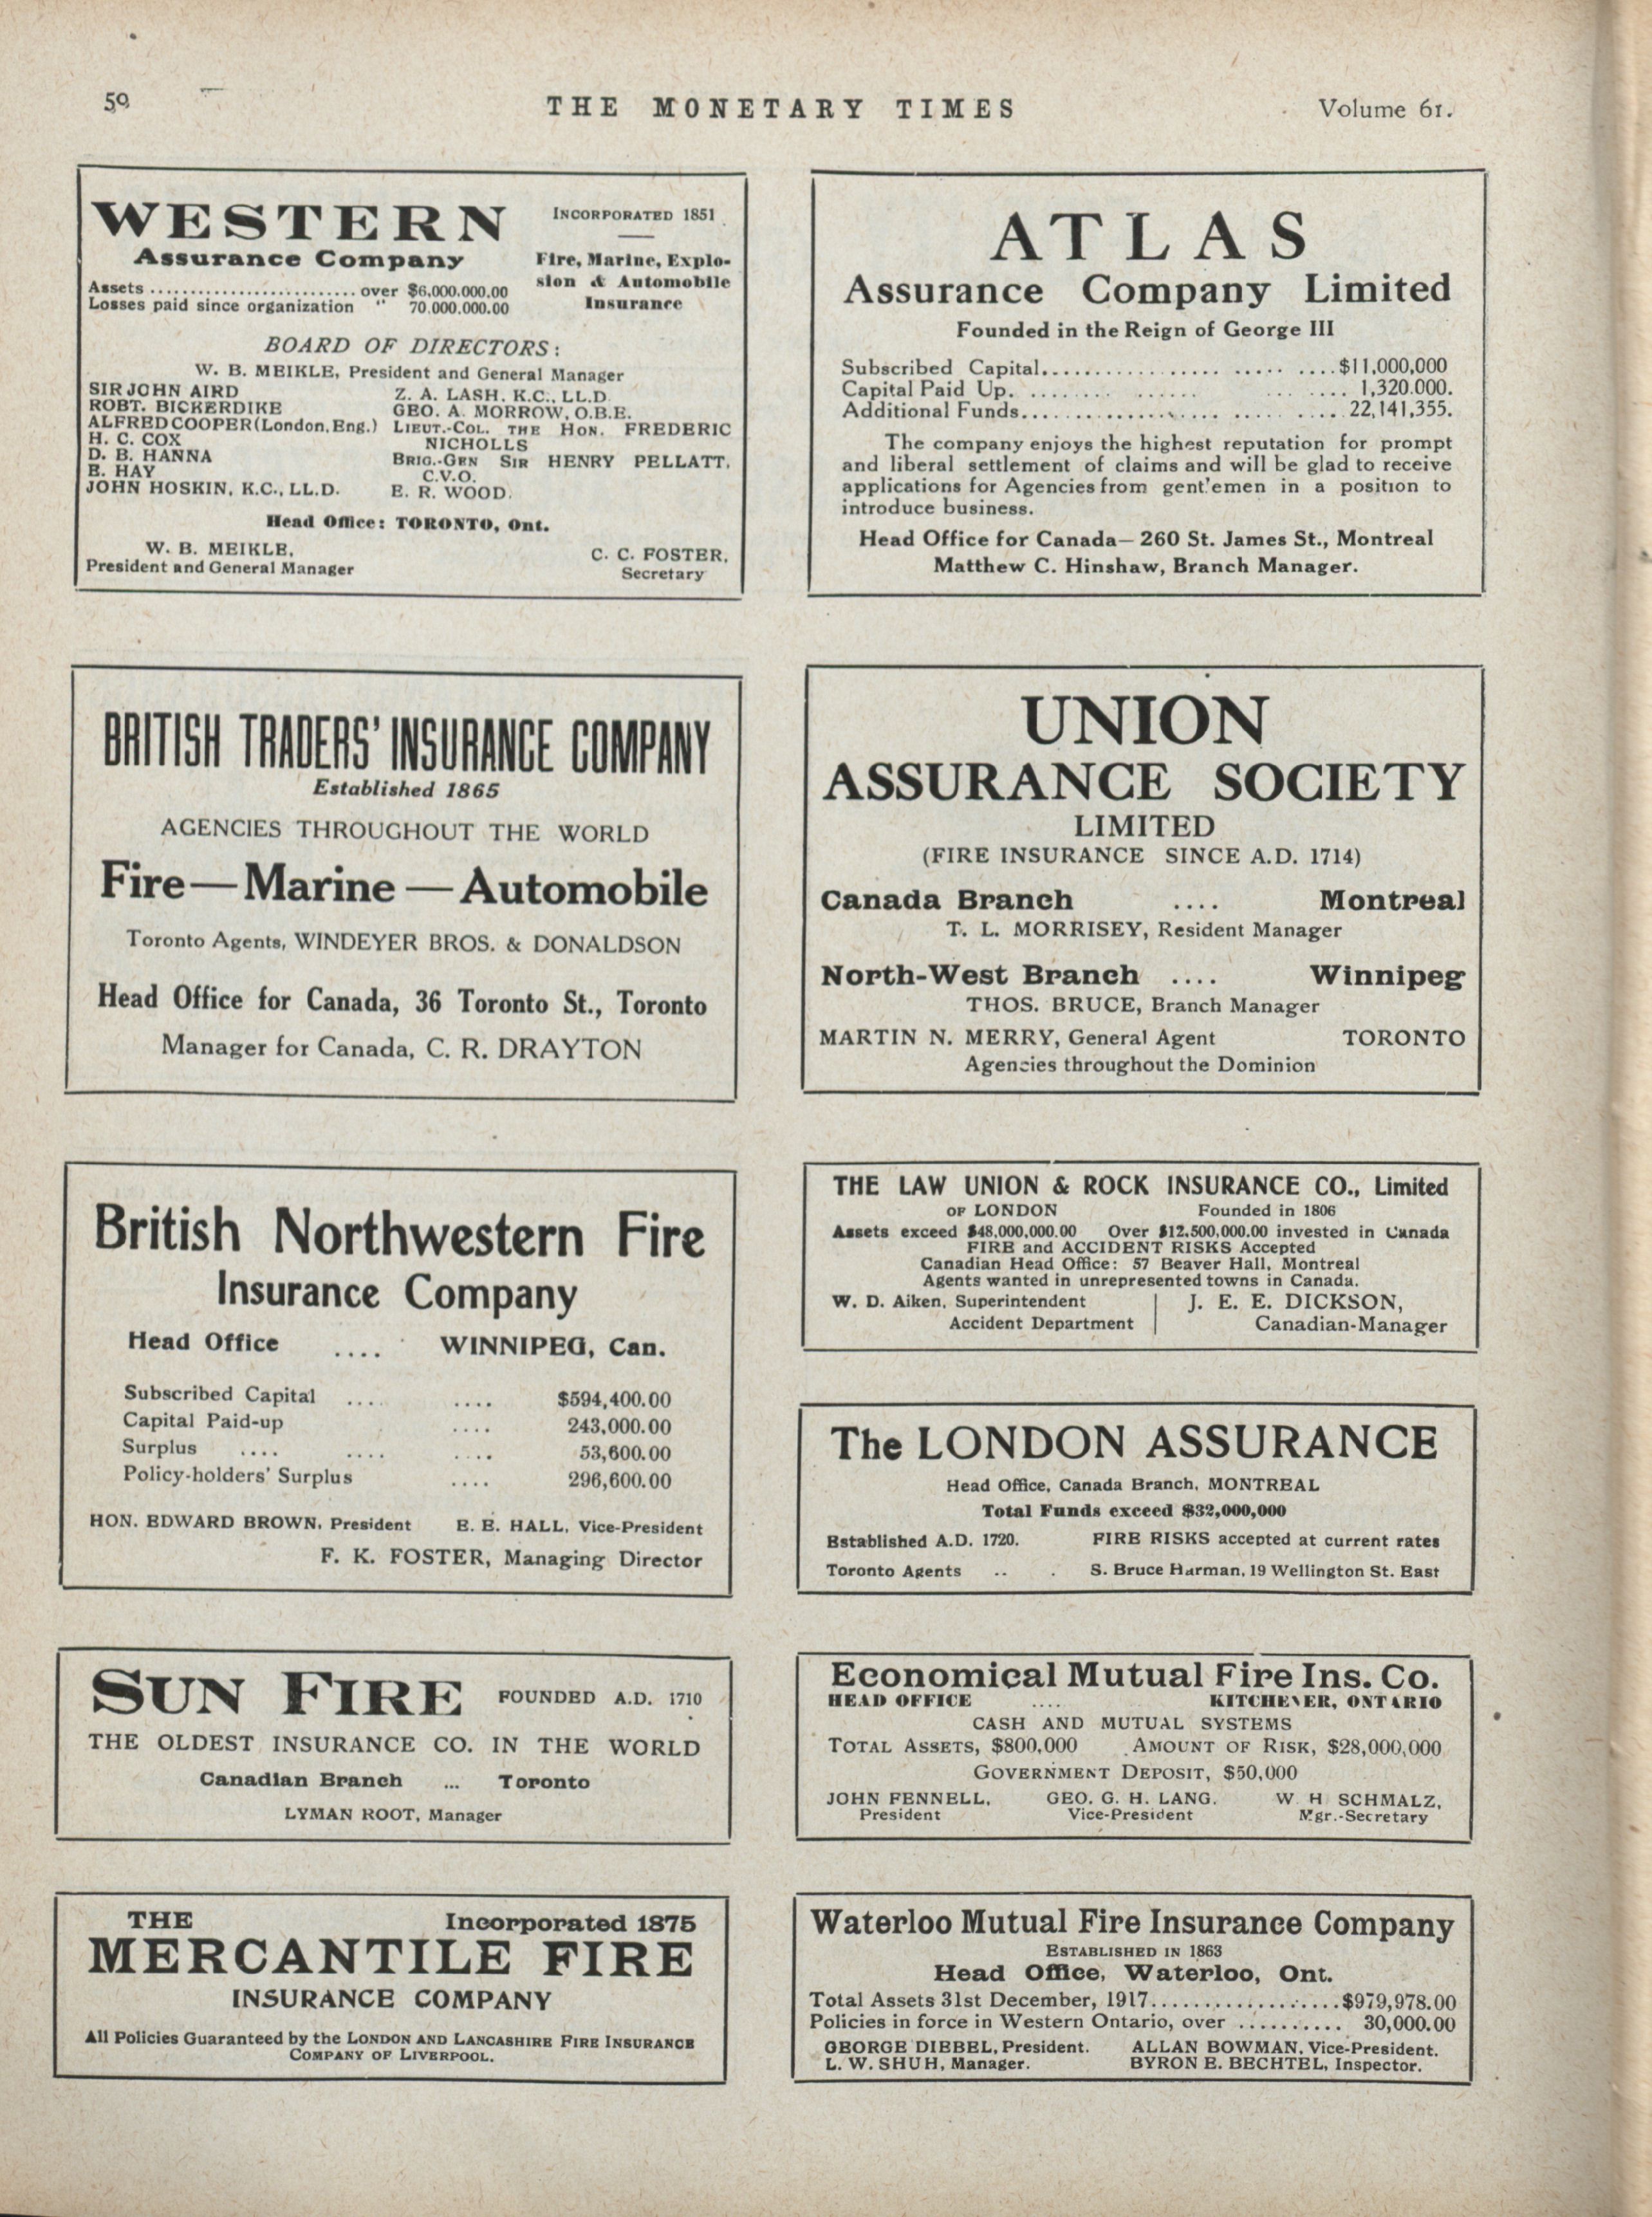 50
THE MONETARY TIMES
Volume 61.
WESTERN
Assurance Company
INCORPORATED 1851
Fire, Marine, Explo-
sion & Automobile
Insurance
Assets .......................... over $6,000.000.00
Losses paid since organization " 70.000.000.00
BOARD OF DIRECTORS:
W. B. MEIKLE, President and General Manager
SIR JOHN AIRD
ROBT. BICKERDIKE
ALFRED COOPER (London, Eng.)
H. C. COX
D. B. HANNA
E. HAY
JOHN HOSKIN, K.C., LL.D.
Z. A. LASH, K.C., LL.D
GEO. A. MORROW, O.B.E.
LIEUT.-COL. THE HON. FREDERIC
NICHOLLS
BRIG.-GEN SIR HENRY PELLATT,
C.V.O.
E. R. WOOD.
Head Office: TORONTO, Ont.
W. B. MEIKLE,
President and General Manager
C. C. FOSTER,
Secretary
ATLAS
Assurance Company Limited
Founded in the Reign of George III
Subscribed Capital.................. ..... ....$11,000,000
Capital Paid Up. ........ ...... ... .... 1,320.000.
Additional Funds..................... ..... .... 22,141,355.
The company enjoys the highest reputation for prompt
and liberal settlement of claims and will be glad to receive
applications for Agencies from gent'emen in a position to
introduce business.
Head Office for Canada—260 St. James St., Montreal
Matthew C. Hinshaw, Branch Manager.
BRITISH TRADERS' INSURANCE COMPANY
Established 1865
AGENCIES THROUGHOUT THE WORLD
Fire—Marine—Automobile
Toronto Agents, WINDEYER BROS. & DONALDSON
Head Office for Canada, 36 Toronto St., Toronto
Manager for Canada, C. R. DRAYTON
UNION
ASSURANCE SOCIETY
LIMITED
(FIRE INSURANCE SINCE A.D. 1714)
Canada Branch .... Montreal
T. L. MORRISEY, Resident Manager
North-West Branch .... Winnipeg
THOS. BRUCE, Branch Manager
MARTIN N. MERRY, General Agent TORONTO
Agencies throughout the Dominion
British Northwestern Fire
Insurance Company
Head Office .... WINNIPEG, Can.
Subscribed Capital .... .... $594,400.00
Capital Paid-up .... 243,000.00
Surplus .... .... .... 53,600.00
Policy-holders' Surplus .... 296,600.00
HON. EDWARD BROWN, President E. E. HALL, Vice-President
F. K. FOSTER, Managing Director
THE LAW UNION & ROCK INSURANCE CO., Limited
OF LONDON Founded in 1806
Assets exceed $48,000,000.00 Over $12,500,000.00 invested in Canada
FIRE and ACCIDENT RISKS Accepted
Canadian Head Office: 57 Beaver Hall, Montreal
Agents wanted in unrepresented towns in Canada.
W. D. Aiken, Superintendent
Accident Department
J. E. E. DICKSON,
Canadian-Manager
The LONDON ASSURANCE
Head Office, Canada Branch, MONTREAL
Total Funds exceed $32,000,000
Established A.D. 1720. FIRE RISKS accepted at current rates
Toronto Agents .. . S. Bruce Harman, 19 Wellington St. East
SUN FIRE FOUNDED A.D. 1710
THE OLDEST INSURANCE CO. IN THE WORLD
Canadian Branch ... Toronto
LYMAN ROOT, Manager
Economical Mutual Fire Ins. Co.
HEAD OFFICE .... KITCHENER, ONTARIO
CASH AND MUTUAL SYSTEMS
TOTAL ASSETS, $800,000 AMOUNT OF RISK, $28,000,000
GOVERNMENT DEPOSIT, $50,000
JOHN FENNELL, GEO. G. H. LANG. W. H. SCHMALZ,
President Vice-President Mgr.-Secretary
THE Incorporated 1875
MERCANTILE FIRE
INSURANCE COMPANY
All Policies Guaranteed by the LONDON AND LANCASHIRE FIRE INSURANCE
COMPANY OF LIVERPOOL.
Waterloo Mutual Fire Insurance Company
ESTABLISHED IN 1863
Head Office, Waterloo, Ont.
Total Assets 31st December, 1917..................$979,978.00
Policies in force in Western Ontario, over .......... 30,000.00
GEORGE DIEBEL, President. ALLAN BOWMAN, Vice-President.
L. W. SHUH, Manager. BYRON E. BECHTEL, Inspector.